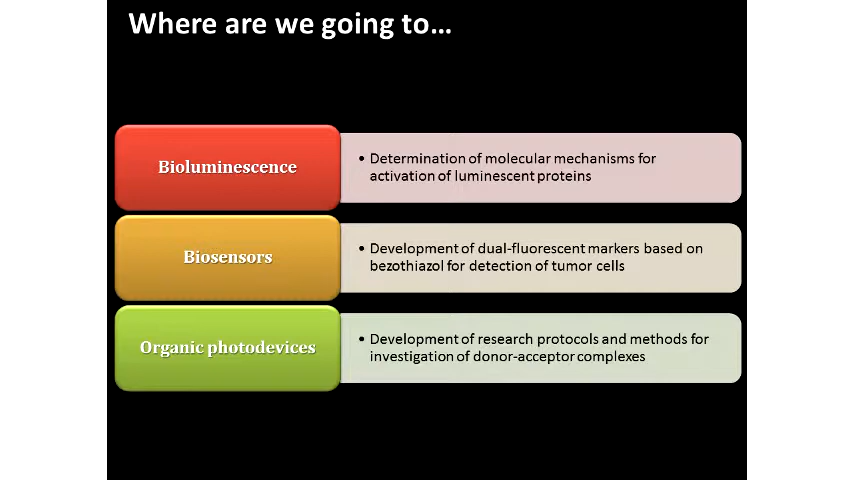 Where are we going to…
Bioluminescence
• Determination of molecular mechanisms for
activation of luminescent proteins
Biosensors
• Development of dual-fluorescent markers based on
bezothiazol for detection of tumor cells
Organic photodevices
• Development of research protocols and methods for
investigation of donor-acceptor complexes